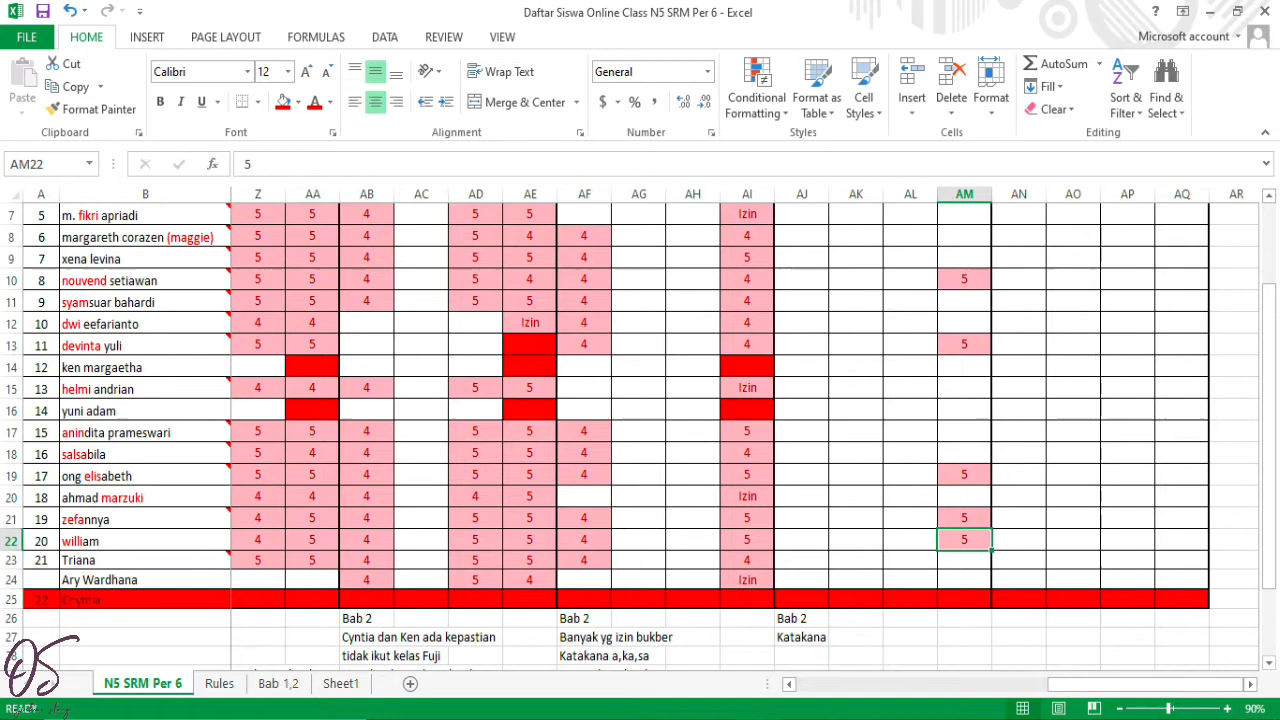 Daftar Siswa Online Class N5 SRM Per 6 - Excel
FILE HOME INSERT PAGE LAYOUT FORMULAS DATA REVIEW VIEW Microsoft account
Paste Cut Copy Format Painter Clipboard
Calibri 12 B I U A Font
Wrap Text Merge & Center Alignment
General $ % , Number
Conditional Formatting Format as Table Cell Styles Styles
Insert Delete Format Cells
AutoSum Fill Clear Sort & Filter Find & Select Editing
AM22 fx 5
A B Z AA AB AC AD AE AF AG AH AI AJ AK AL AM AN AO AP AQ AR
7 5 m. fikri apriadi 5 5 4 5 5 Izin
8 6 margareth corazen (maggie) 5 5 4 5 4 4 4
9 7 xena levina 5 5 4 5 5 4 5
10 8 nouvend setiawan 5 5 4 5 4 4 4 5
11 9 syamsuar bahardi 5 5 4 5 5 4 4
12 10 dwi eefarianto 4 4 Izin 4 4
13 11 devinta yuli 5 5 4 4 5
14 12 ken margaetha
15 13 helmi andrian 4 4 4 5 5 Izin
16 14 yuni adam
17 15 anindita prameswari 5 5 4 5 5 4 5
18 16 salsabila 5 5 4 5 5 4 4
19 17 ong elisabeth 5 5 4 5 5 4 5 5
20 18 ahmad marzuki 4 4 4 4 5 Izin
21 19 zefannya 4 5 4 5 5 4 5 5
22 20 william 4 5 4 5 5 4 5 5
23 21 Triana 5 5 4 5 5 4 4
24 Ary Wardhana 4 5 4 Izin
25 22
26 Bab 2 Bab 2 Bab 2
27 Cyntia dan Ken ada kepastian Banyak yg izin bukber Katakana
tidak ikut kelas Fuji Katakana a,ka,sa
N5 SRM Per 6 Rules Bab 1,2 Sheet1
READY 90%